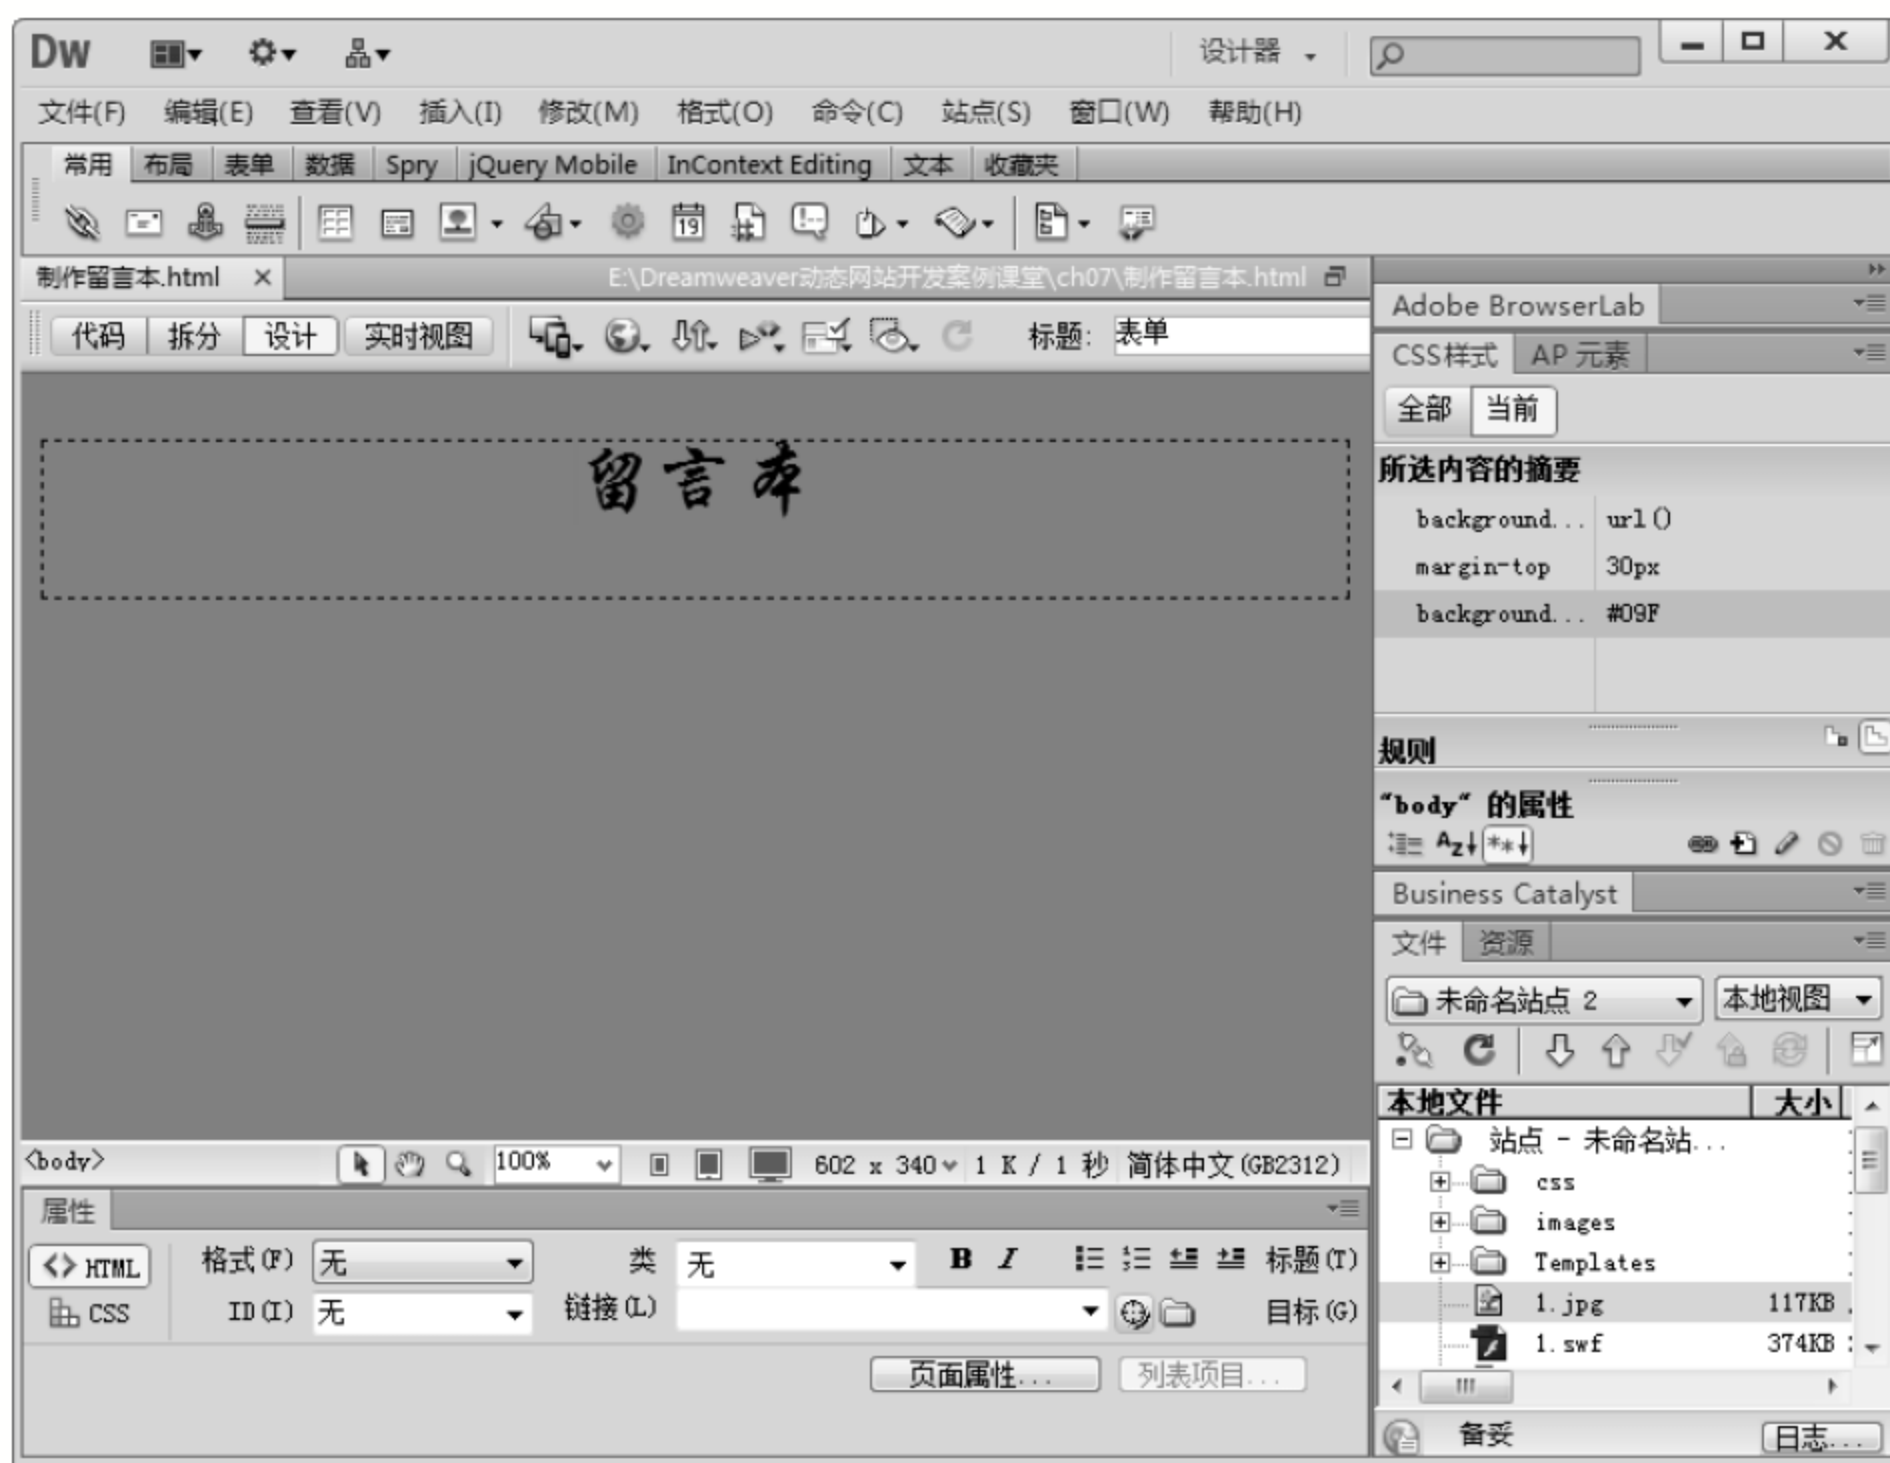 Dw 设计器
文件(F) 编辑(E) 查看(V) 插入(I) 修改(M) 格式(O) 命令(C) 站点(S) 窗口(W) 帮助(H)
常用 布局 表单 数据 Spry jQuery Mobile InContext Editing 文本 收藏夹
19
制作留言本.html × E:\Dreamweaver动态网站开发案例课堂\ch07\制作留言本.html
代码 拆分 设计 实时视图 标题: 表单
留言本
<body> 100% 602 x 340 1 K / 1 秒 简体中文(GB2312)
属性
<> HTML 格式(F) 无 类 无 B I 标题(T)
CSS ID(I) 无 链接(L) 目标(G)
页面属性... 列表项目...
Adobe BrowserLab
CSS样式 AP 元素
全部 当前
所选内容的摘要
background... url()
margin-top 30px
background... #09F
规则
"body" 的属性
Az↓ **↓
Business Catalyst
文件 资源
未命名站点 2 本地视图
本地文件 大小
站点 - 未命名站...
css
images
Templates
1.jpg 117KB
1.swf 374KB
备妥 日志...